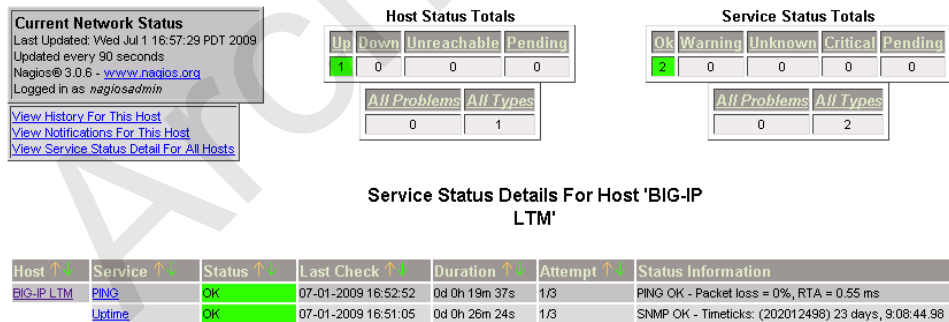 Current Network Status
Last Updated: Wed Jul 1 16:57:29 PDT 2009
Updated every 90 seconds
Nagios® 3.0.6 - www.nagios.org
Logged in as nagiosadmin
View History For This Host
View Notifications For This Host
View Service Status Detail For All Hosts
Host Status Totals
Up Down Unreachable Pending
1 0 0 0
All Problems All Types
0 1
Service Status Totals
Ok Warning Unknown Critical Pending
2 0 0 0 0
All Problems All Types
0 2
Service Status Details For Host 'BIG-IP
LTM'
Host Service Status Last Check Duration Attempt Status Information
BIG-IP LTM PING OK 07-01-2009 16:52:52 0d 0h 19m 37s 1/3 PING OK - Packet loss = 0%, RTA = 0.55 ms
Uptime OK 07-01-2009 16:51:05 0d 0h 26m 24s 1/3 SNMP OK - Timeticks: (202012498) 23 days, 9:08:44.98